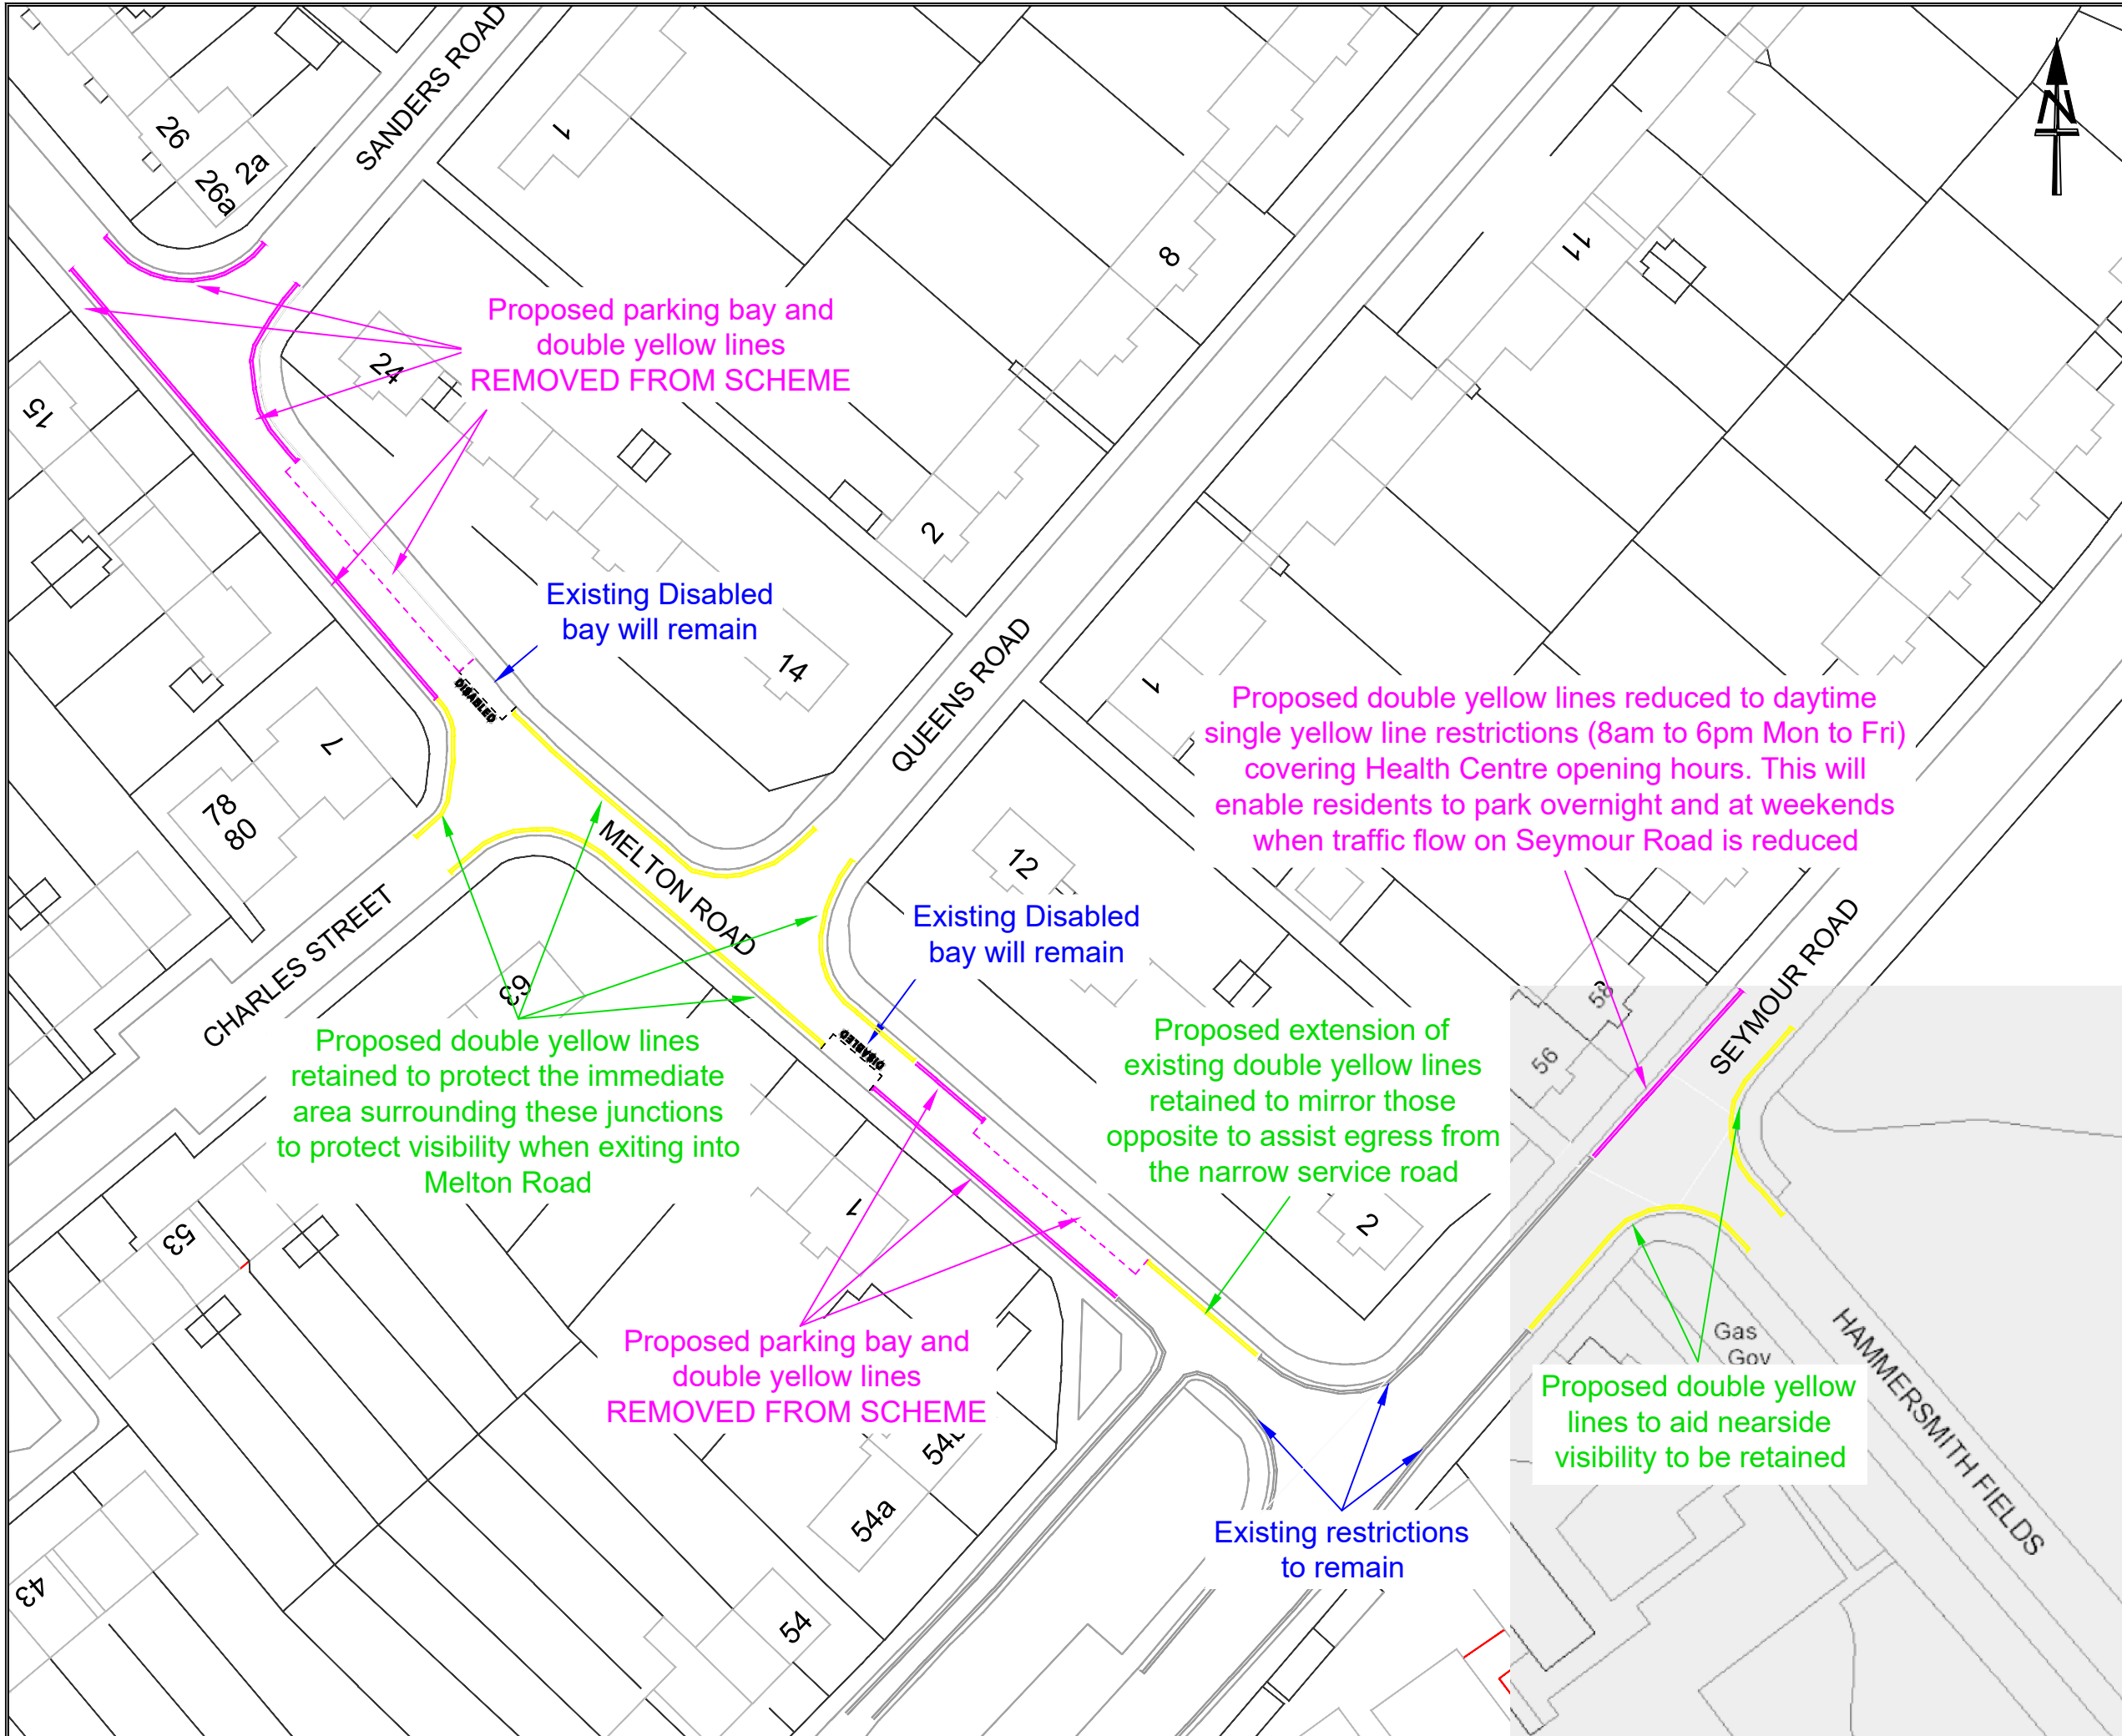 SANDERS ROAD
26
26a
2a
1
8
11
N
Proposed parking bay and
double yellow lines
REMOVED FROM SCHEME
24
15
2
Existing Disabled
bay will remain
14
DISABLED
QUEENS ROAD
1
Proposed double yellow lines reduced to daytime
single yellow line restrictions (8am to 6pm Mon to Fri)
covering Health Centre opening hours. This will
enable residents to park overnight and at weekends
when traffic flow on Seymour Road is reduced
7
78
80
MELTON ROAD
12
CHARLES STREET
Existing Disabled
bay will remain
SEYMOUR ROAD
63
58
56
DISABLED
Proposed double yellow lines
retained to protect the immediate
area surrounding these junctions
to protect visibility when exiting into
Melton Road
Proposed extension of
existing double yellow lines
retained to mirror those
opposite to assist egress from
the narrow service road
53
1
2
Proposed parking bay and
double yellow lines
REMOVED FROM SCHEME
Gas
Gov
HAMMERSMITH FIELDS
Proposed double yellow
lines to aid nearside
visibility to be retained
54b
54a
Existing restrictions
to remain
43
54